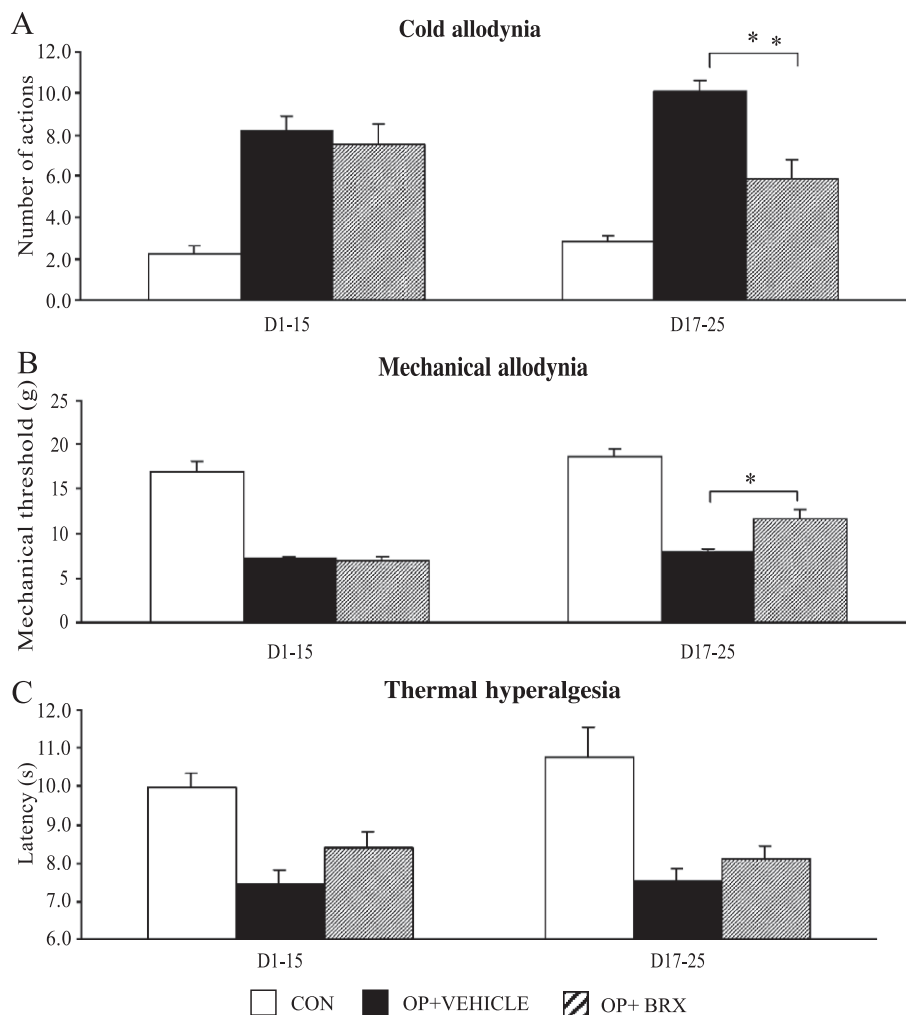 A
Cold allodynia
Number of actions
12.0
10.0
8.0
6.0
4.0
2.0
0.0
* *
D1-15
D17-25
B
Mechanical allodynia
Mechanical threshold (g)
25
20
15
10
5
0
*
D1-15
D17-25
C
Thermal hyperalgesia
Latency (s)
12.0
11.0
10.0
9.0
8.0
7.0
6.0
D1-15
D17-25
CON OP+VEHICLE OP+ BRX